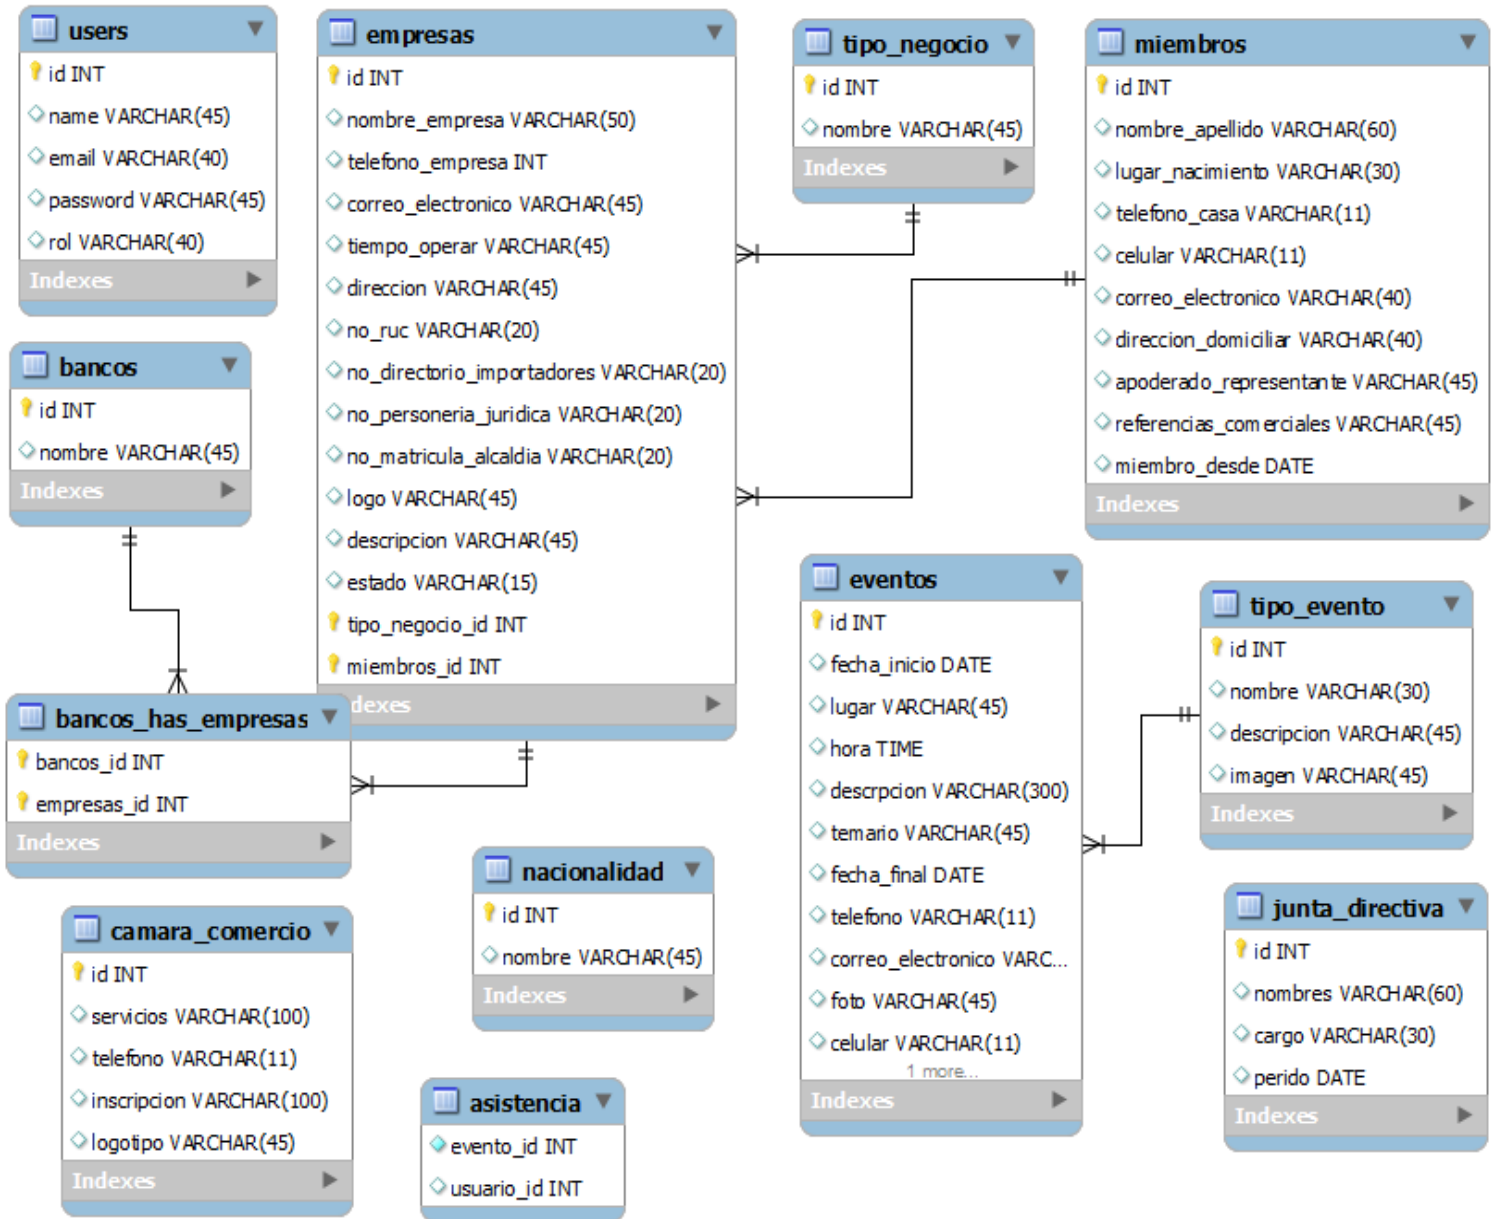 users
id INT
name VARCHAR(45)
email VARCHAR(40)
password VARCHAR(45)
rol VARCHAR(40)
Indexes
empresas
id INT
nombre_empresa VARCHAR(50)
telefono_empresa INT
correo_electronico VARCHAR(45)
tiempo_operar VARCHAR(45)
direccion VARCHAR(45)
no_ruc VARCHAR(20)
no_directorio_importadores VARCHAR(20)
no_personeria_juridica VARCHAR(20)
no_matricula_alcaldia VARCHAR(20)
logo VARCHAR(45)
descripcion VARCHAR(45)
estado VARCHAR(15)
tipo_negocio_id INT
miembros_id INT
dexes
tipo_negocio
id INT
nombre VARCHAR(45)
Indexes
miembros
id INT
nombre_apellido VARCHAR(60)
lugar_nacimiento VARCHAR(30)
telefono_casa VARCHAR(11)
celular VARCHAR(11)
correo_electronico VARCHAR(40)
direccion_domiciliar VARCHAR(40)
apoderado_representante VARCHAR(45)
referencias_comerciales VARCHAR(45)
miembro_desde DATE
Indexes
bancos
id INT
nombre VARCHAR(45)
Indexes
bancos_has_empresas
bancos_id INT
empresas_id INT
Indexes
eventos
id INT
fecha_inicio DATE
lugar VARCHAR(45)
hora TIME
descrpcion VARCHAR(300)
temario VARCHAR(45)
fecha_final DATE
telefono VARCHAR(11)
correo_electronico VARC...
foto VARCHAR(45)
celular VARCHAR(11)
1 more...
Indexes
tipo_evento
id INT
nombre VARCHAR(30)
descripcion VARCHAR(45)
imagen VARCHAR(45)
Indexes
nacionalidad
id INT
nombre VARCHAR(45)
Indexes
camara_comercio
id INT
servicios VARCHAR(100)
telefono VARCHAR(11)
inscripcion VARCHAR(100)
logotipo VARCHAR(45)
Indexes
asistencia
evento_id INT
usuario_id INT
junta_directiva
id INT
nombres VARCHAR(60)
cargo VARCHAR(30)
perido DATE
Indexes